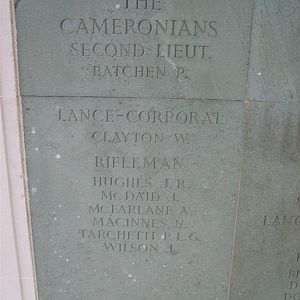 THE
CAMERONIANS
SECOND LIEUT.
BATCHEN P.
LANCE-CORPORAL
CLAYTON W.
RIFLEMAN
HUGHES J.R.
McDAID J.
McFARLANE A.
MACINNES N.
TARCHETTI P.L.G.
WILSON J.